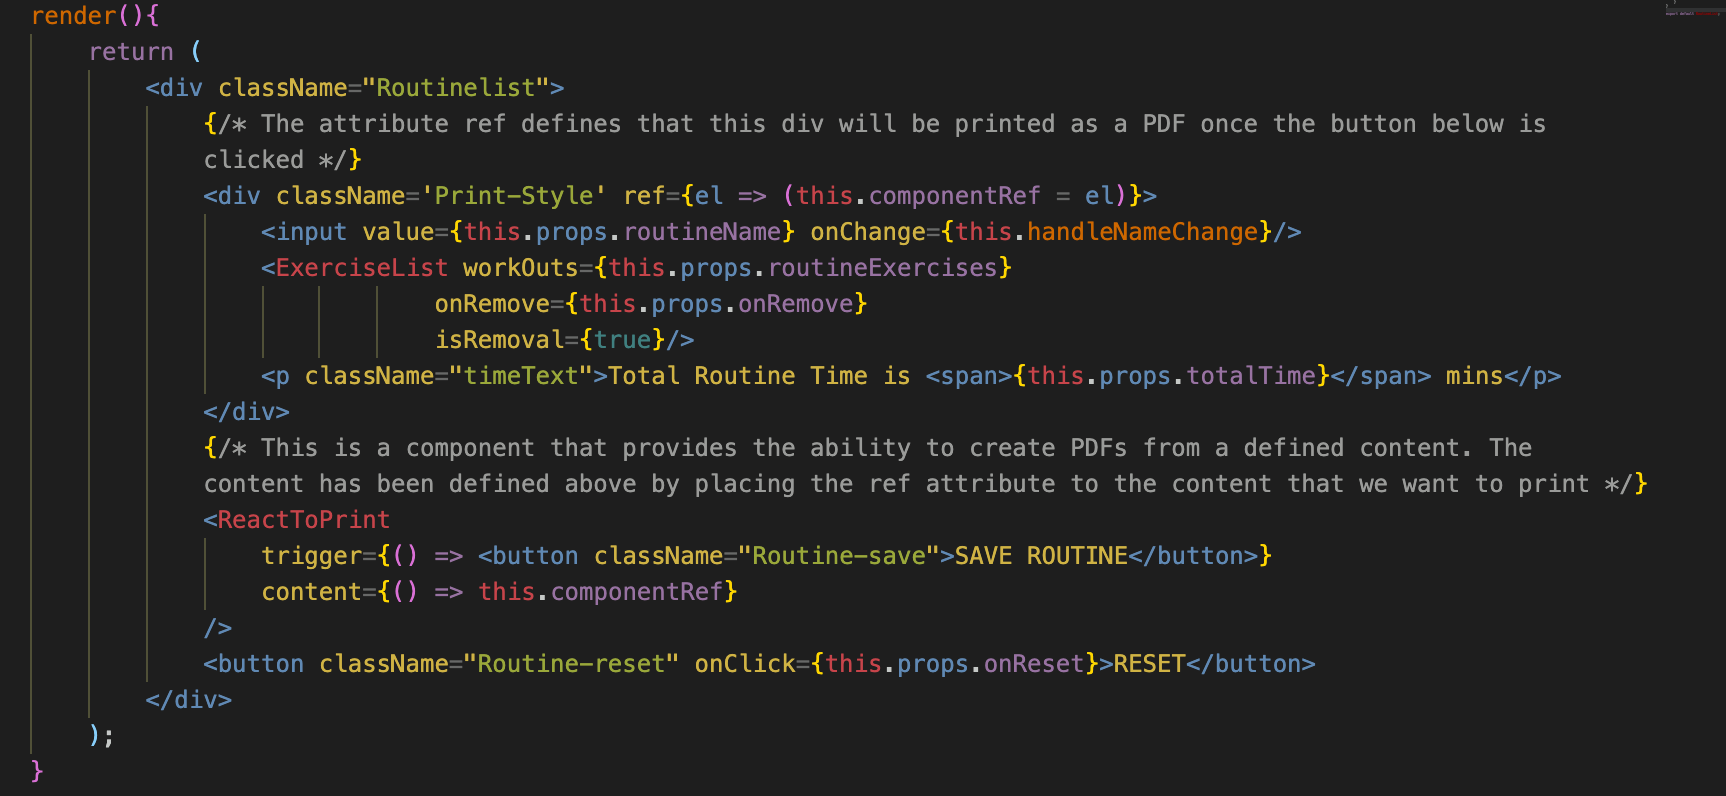 render(){
return (
<div className="Routinelist">
{/* The attribute ref defines that this div will be printed as a PDF once the button below is
clicked */}
<div className='Print-Style' ref={el => (this.componentRef = el)}>
<input value={this.props.routineName} onChange={this.handleNameChange}/>
<ExerciseList workOuts={this.props.routineExercises}
onRemove={this.props.onRemove}
isRemoval={true}/>
<p className="timeText">Total Routine Time is <span>{this.props.totalTime}</span> mins</p>
</div>
{/* This is a component that provides the ability to create PDFs from a defined content. The
content has been defined above by placing the ref attribute to the content that we want to print */}
<ReactToPrint
trigger={() => <button className="Routine-save">SAVE ROUTINE</button>}
content={() => this.componentRef}
/>
<button className="Routine-reset" onClick={this.props.onReset}>RESET</button>
</div>
);
}